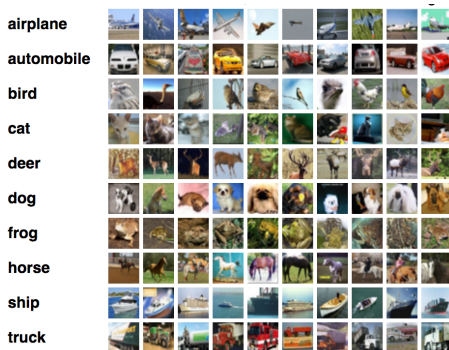 airplane
automobile
bird
cat
deer
dog
frog
horse
ship
truck